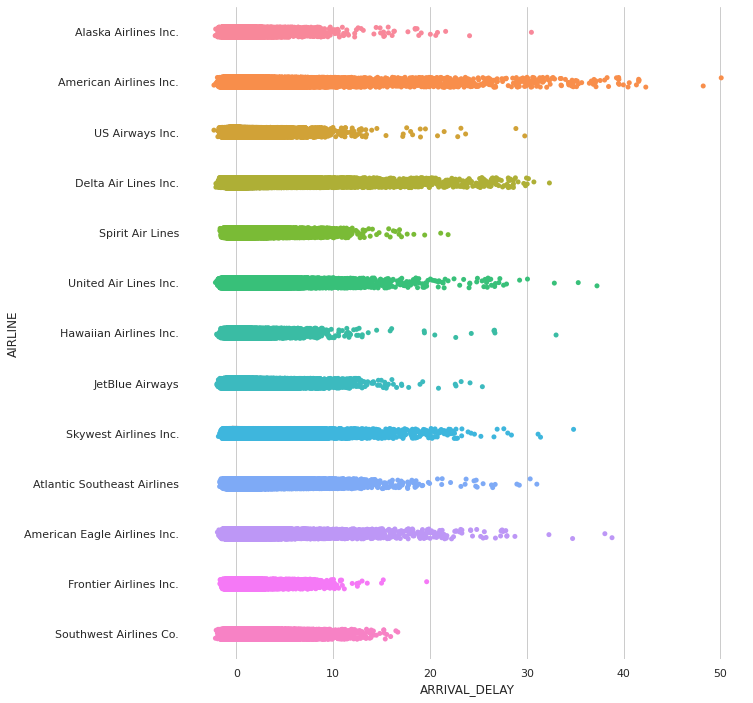 Alaska Airlines Inc.
American Airlines Inc.
US Airways Inc.
Delta Air Lines Inc.
Spirit Air Lines
United Air Lines Inc.
Hawaiian Airlines Inc.
JetBlue Airways
Skywest Airlines Inc.
Atlantic Southeast Airlines
American Eagle Airlines Inc.
Frontier Airlines Inc.
Southwest Airlines Co.
AIRLINE
0 10 20 30 40 50
ARRIVAL_DELAY